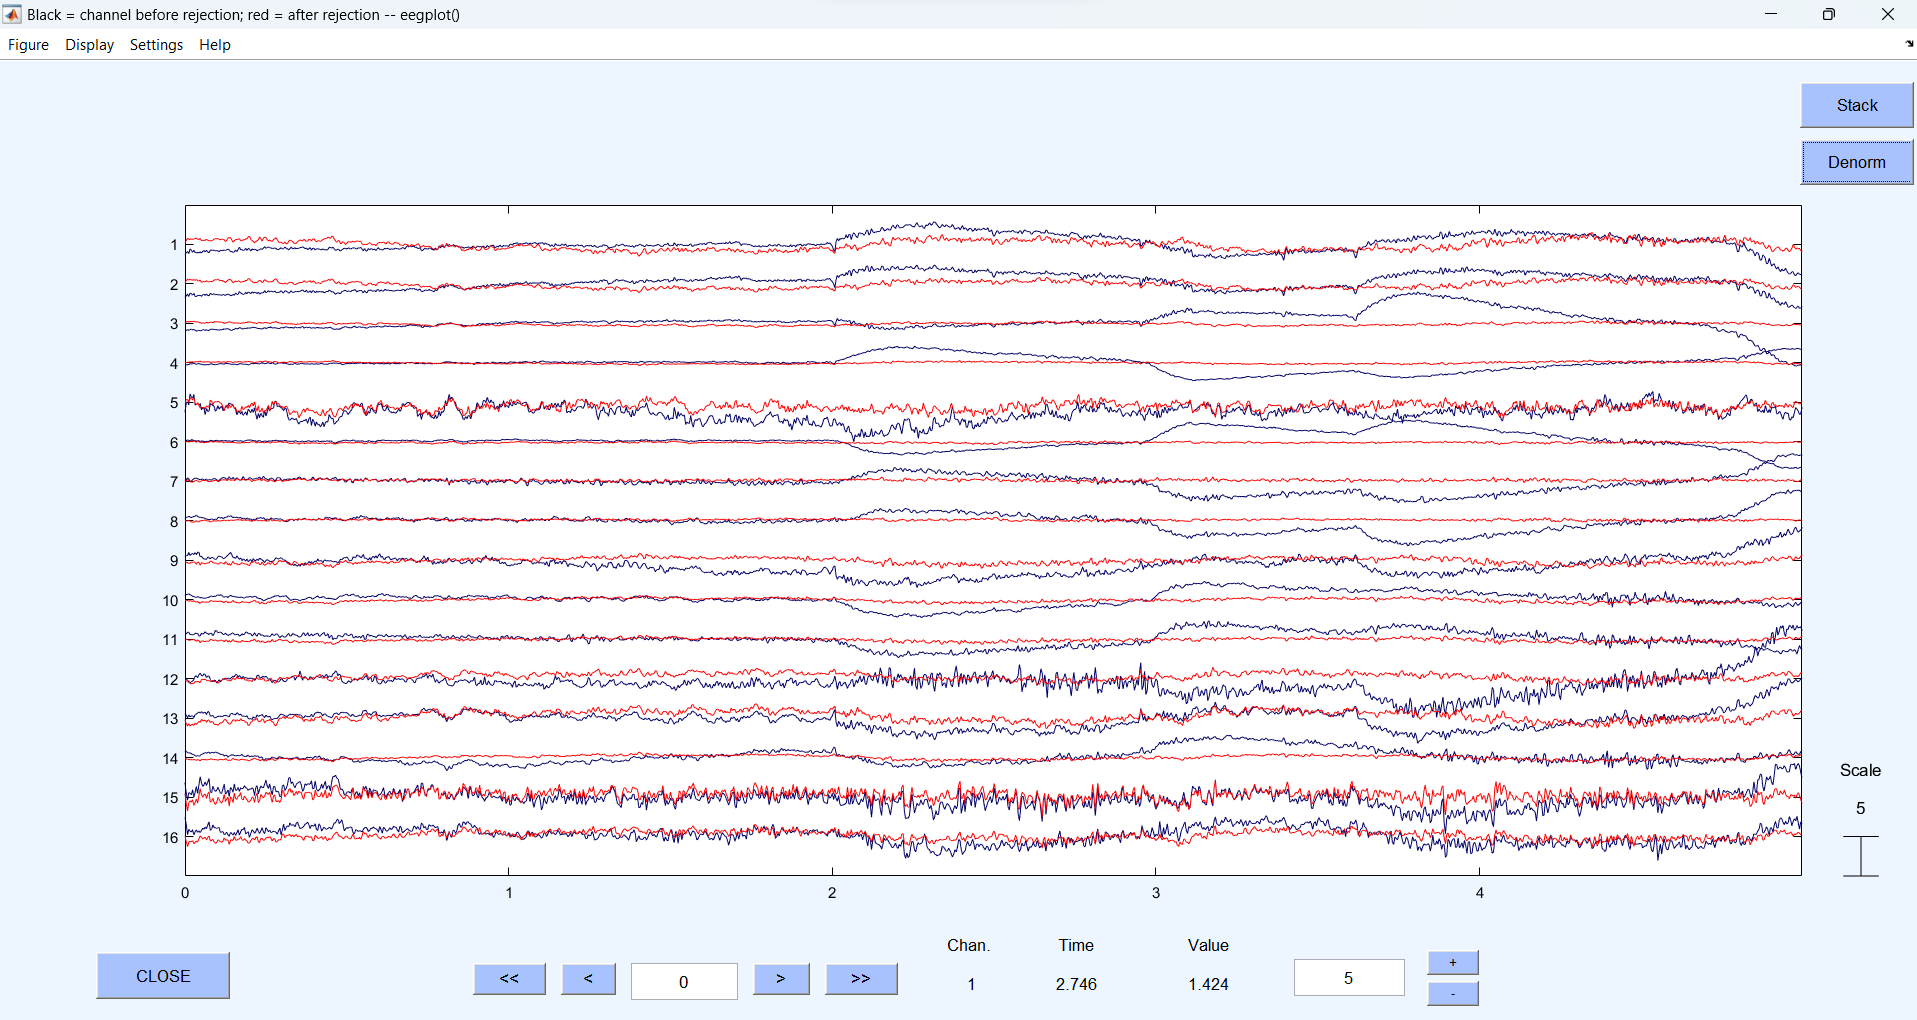 Black = channel before rejection; red = after rejection -- eegplot()
Figure Display Settings Help
Stack
Denorm
1
2
3
4
5
6
7
8
9
10
11
12
13
14
15
16
0 1 2 3 4
Scale
5
Chan. Time Value
CLOSE << < 0 > >> 1 2.746 1.424 5 +
-